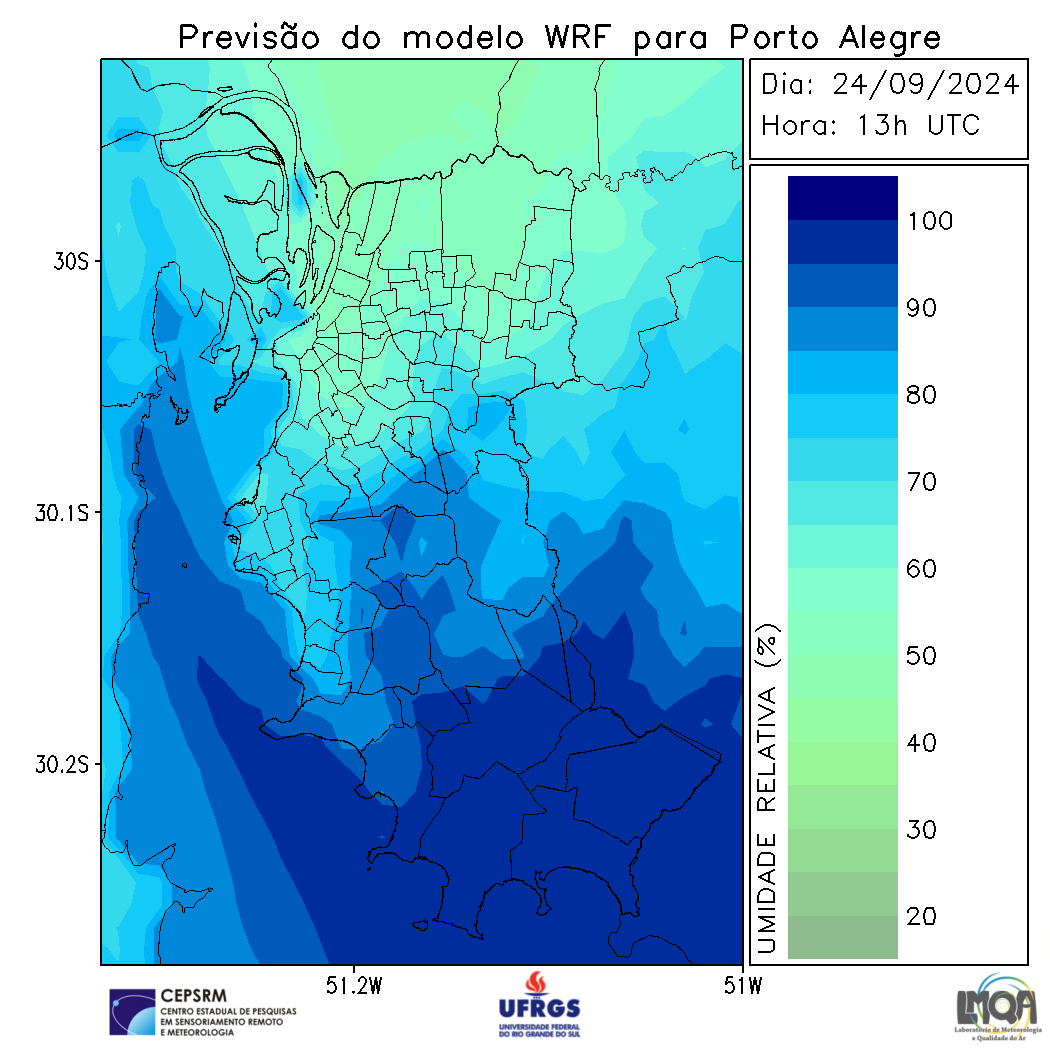 Previsão do modelo WRF para Porto Alegre
Dia: 24/09/2024
Hora: 13h UTC
100
90
80
70
60
50
40
30
20
UMIDADE RELATIVA (%)
30S
30.1S
30.2S
51.2W
51W
CEPSRM
CENTRO ESTADUAL DE PESQUISAS
EM SENSORIAMENTO REMOTO
E METEOROLOGIA
UFRGS
UNIVERSIDADE FEDERAL
DO RIO GRANDE DO SUL
LMQA
Laboratório de Meteorologia
e Qualidade do Ar